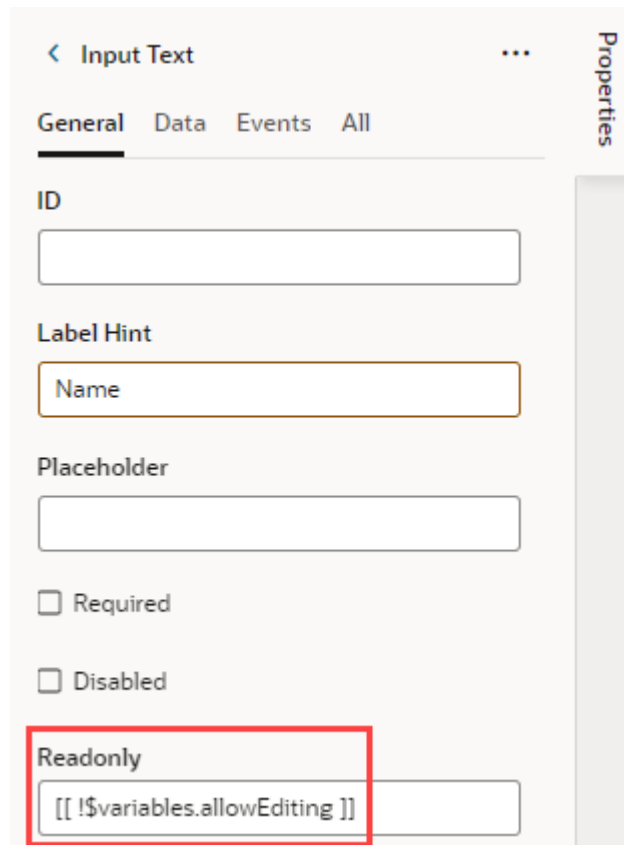 Input Text
Properties
General Data Events All
ID
Label Hint
Name
Placeholder
Required
Disabled
Readonly
[[ !$variables.allowEditing ]]